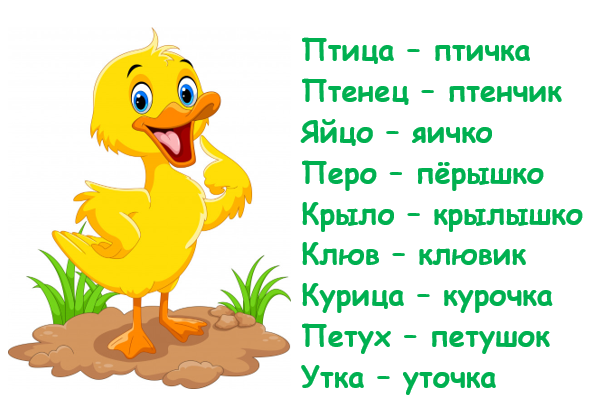 Птица – птичка
Птенец – птенчик
Яйцо – яичко
Перо – пёрышко
Крыло – крылышко
Клюв – клювик
Курица – курочка
Петух – петушок
Утка – уточка